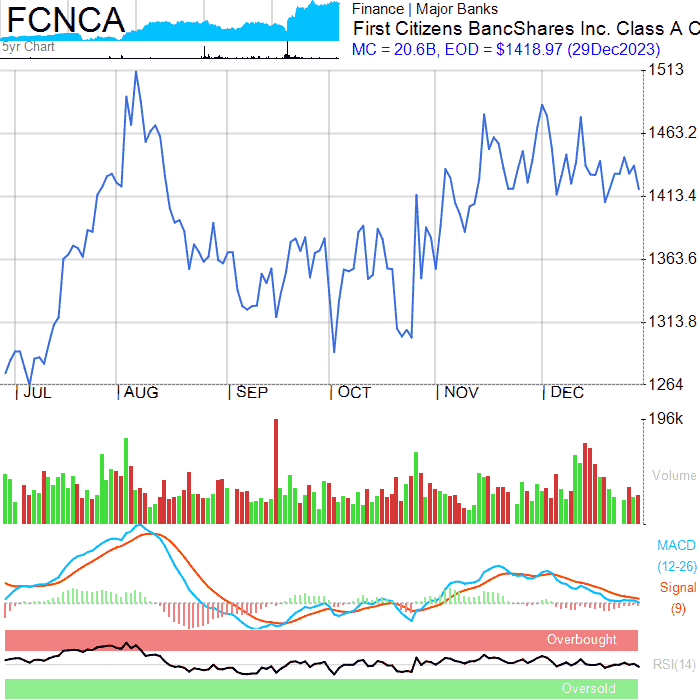 FCNCA
5yr Chart
Finance | Major Banks
First Citizens BancShares Inc. Class A C
MC = 20.6B, EOD = $1418.97 (29Dec2023)
1513
1463.2
1413.4
1363.6
1313.8
1264
JUL AUG SEP OCT NOV DEC
196k
Volume
MACD
(12-26)
Signal
(9)
Overbought
RSI(14)
Oversold